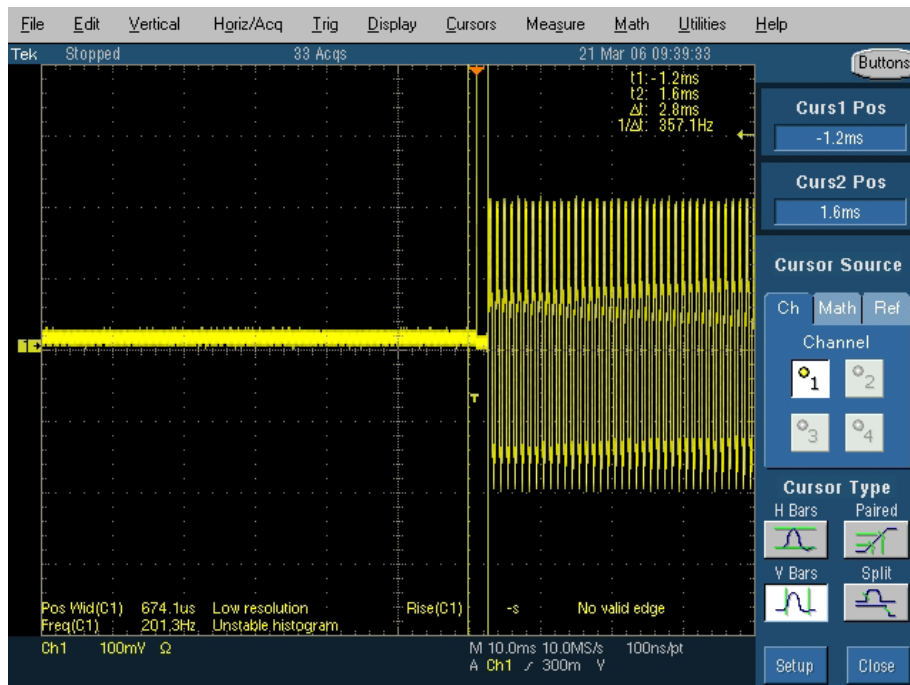 File Edit Vertical Horiz/Acq Trig Display Cursors Measure Math Utilities Help
Tek Stopped 33 Acqs 21 Mar 06 09:39:33
Buttons
t1: -1.2ms
t2: 1.6ms
Δt: 2.8ms
1/Δt: 357.1Hz
Curs1 Pos
-1.2ms
Curs2 Pos
1.6ms
Cursor Source
Ch Math Ref
Channel
1 2
3 4
Cursor Type
H Bars Paired
V Bars Split
Setup Close
1
T
Pos Wid(C1) 674.1us Low resolution Rise(C1) -s No valid edge
Freq(C1) 201.3Hz Unstable histogram
Ch1 100mV Ω M 10.0ms 10.0MS/s 100ns/pt
A Ch1 ╱ 300m V